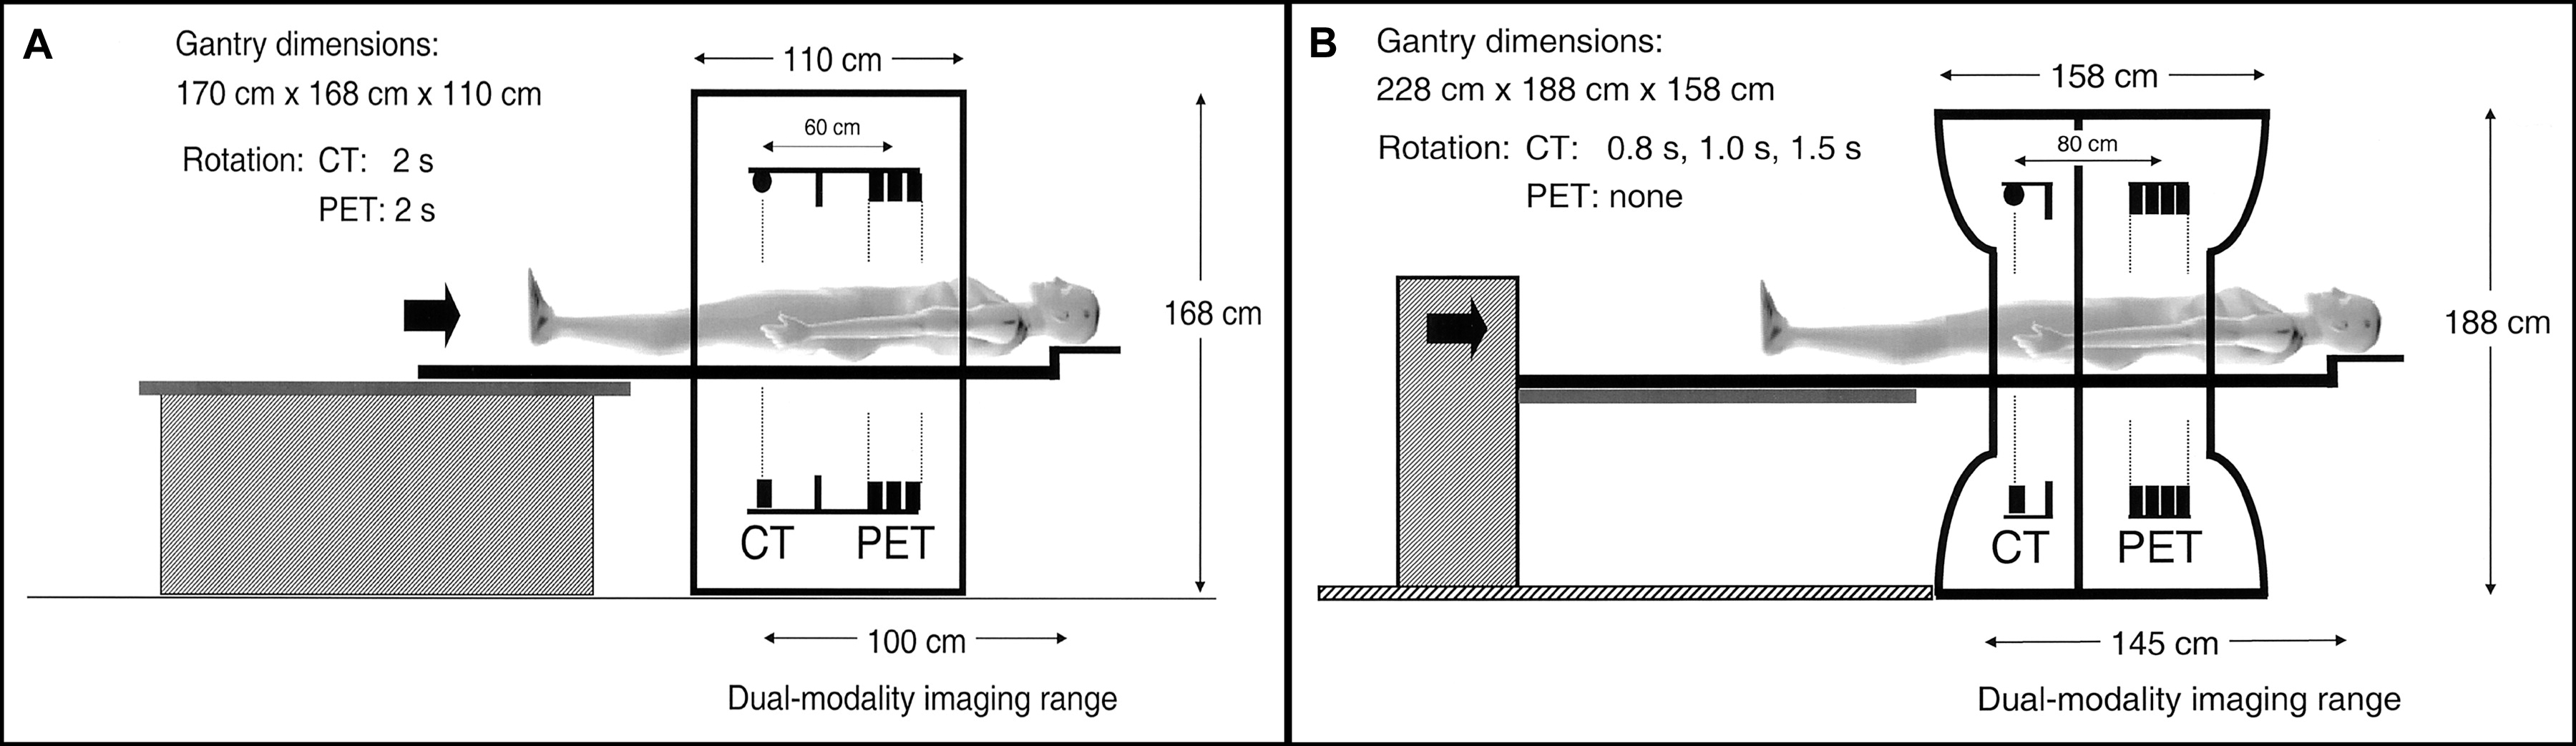 A
Gantry dimensions:
170 cm x 168 cm x 110 cm
Rotation: CT: 2 s
PET: 2 s
110 cm
60 cm
168 cm
CT PET
100 cm
Dual-modality imaging range
B
Gantry dimensions:
228 cm x 188 cm x 158 cm
Rotation: CT: 0.8 s, 1.0 s, 1.5 s
PET: none
158 cm
80 cm
188 cm
CT PET
145 cm
Dual-modality imaging range